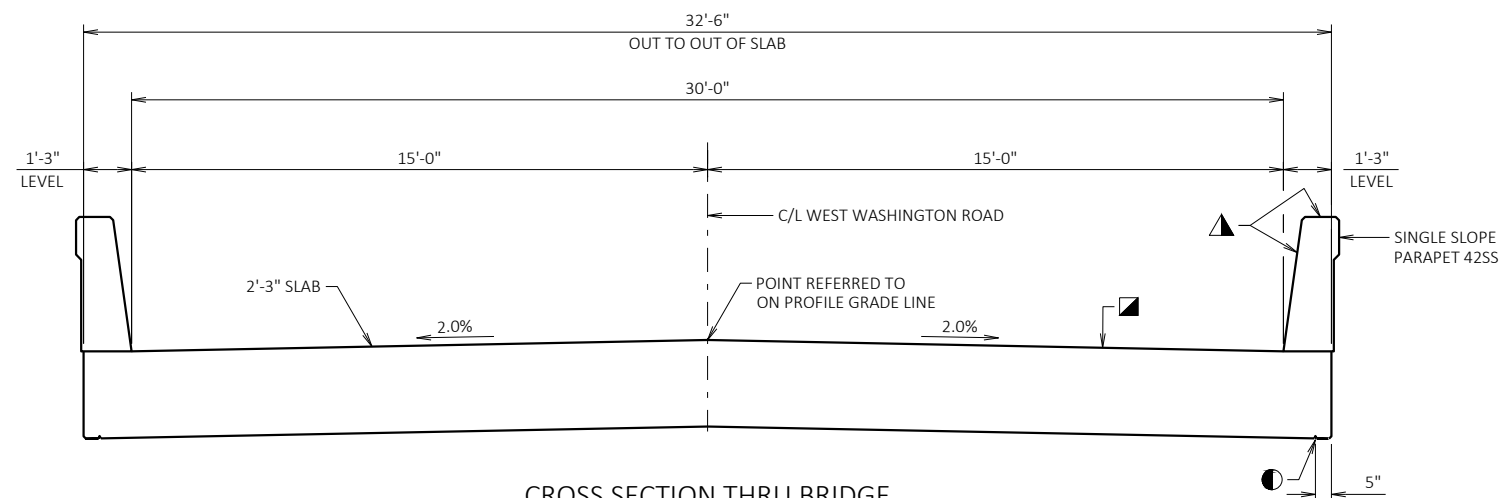 32'-6"
OUT TO OUT OF SLAB
30'-0"
1'-3"
LEVEL
15'-0"
15'-0"
1'-3"
LEVEL
C/L WEST WASHINGTON ROAD
SINGLE SLOPE
PARAPET 42SS
2'-3" SLAB
POINT REFERRED TO
ON PROFILE GRADE LINE
2.0%
2.0%
5"
CROSS SECTION THRU BRIDGE